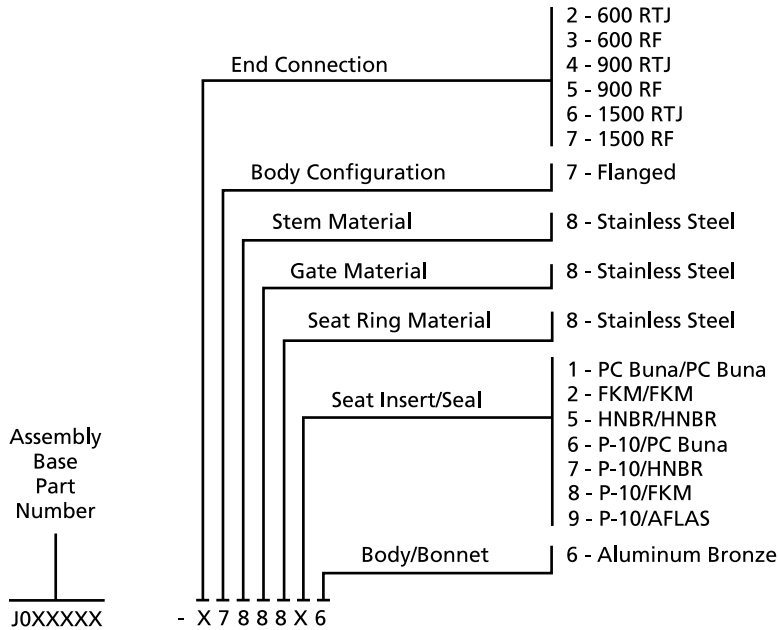 End Connection
2 - 600 RTJ
3 - 600 RF
4 - 900 RTJ
5 - 900 RF
6 - 1500 RTJ
7 - 1500 RF
Body Configuration
7 - Flanged
Stem Material
8 - Stainless Steel
Gate Material
8 - Stainless Steel
Seat Ring Material
8 - Stainless Steel
Seat Insert/Seal
1 - PC Buna/PC Buna
2 - FKM/FKM
5 - HNBR/HNBR
6 - P-10/PC Buna
7 - P-10/HNBR
8 - P-10/FKM
9 - P-10/AFLAS
Body/Bonnet
6 - Aluminum Bronze
Assembly
Base
Part
Number
J0XXXXX - X 7 8 8 8 X 6